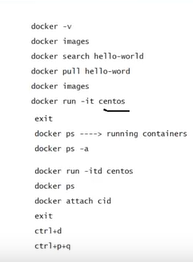 docker -v
docker images
docker search hello-world
docker pull hello-word
docker images
docker run -it centos
exit
docker ps ----> running containers
docker ps -a
docker run -itd centos
docker ps
docker attach cid
exit
ctrl+d
ctrl+p+q